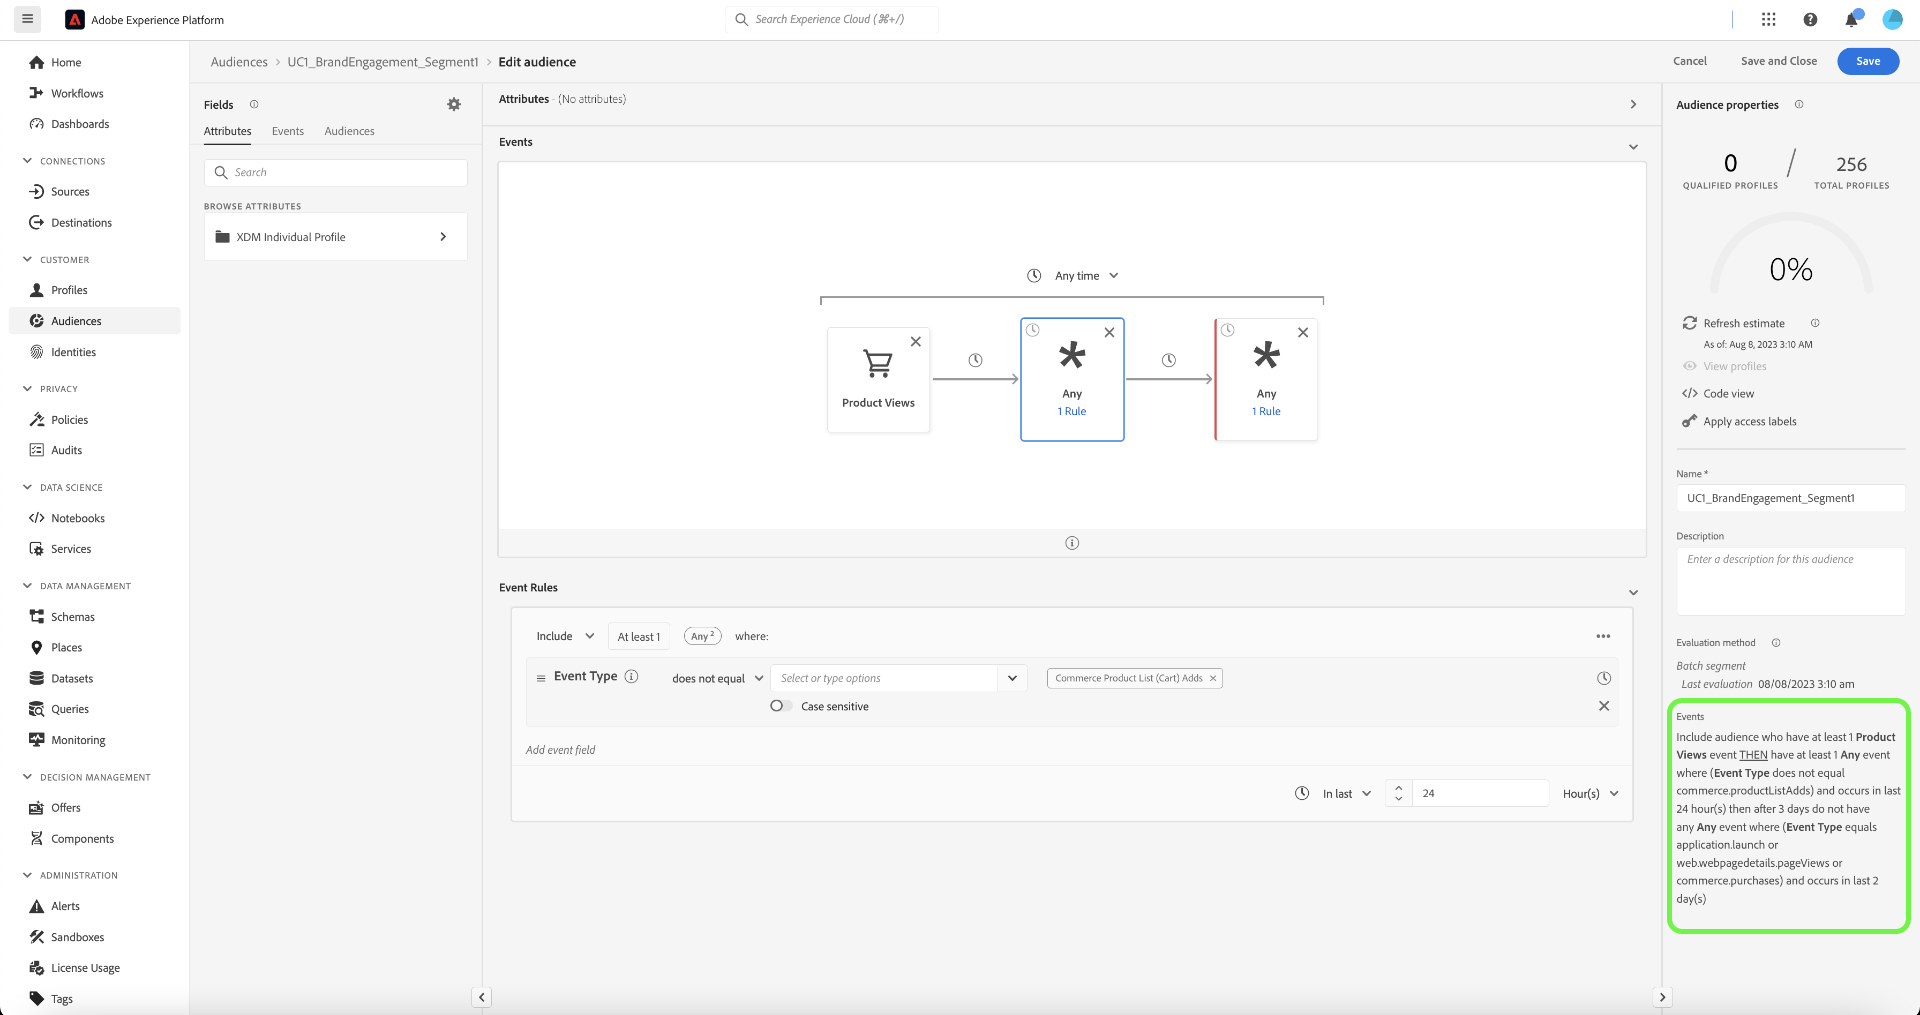 Adobe Experience Platform
Search Experience Cloud (⌘+/)
Home
Workflows
Dashboards
CONNECTIONS
Sources
Destinations
CUSTOMER
Profiles
Audiences
Identities
PRIVACY
Policies
Audits
DATA SCIENCE
Notebooks
Services
DATA MANAGEMENT
Schemas
Places
Datasets
Queries
Monitoring
DECISION MANAGEMENT
Offers
Components
ADMINISTRATION
Alerts
Sandboxes
License Usage
Tags
Audiences > UC1_BrandEngagement_Segment1 > Edit audience
Cancel
Save and Close
Save
Fields
Attributes Events Audiences
Search
BROWSE ATTRIBUTES
XDM Individual Profile
Attributes - (No attributes)
Events
Any time
Product Views
Any
1 Rule
Any
1 Rule
Event Rules
Include At least 1 Any 2 where:
Event Type does not equal Select or type options Commerce Product List (Cart) Adds
Case sensitive
Add event field
In last 24 Hour(s)
Audience properties
0 / 256
QUALIFIED PROFILES TOTAL PROFILES
0%
Refresh estimate
As of: Aug 8, 2023 3:10 AM
View profiles
Code view
Apply access labels
Name *
UC1_BrandEngagement_Segment1
Description
Enter a description for this audience
Evaluation method
Batch segment
Last evaluation 08/08/2023 3:10 am
Events
Include audience who have at least 1 Product
Views event THEN have at least 1 Any event
where (Event Type does not equal
commerce.productListAdds) and occurs in last
24 hour(s) then after 3 days do not have
any Any event where (Event Type equals
application.launch or
web.webpagedetails.pageViews or
commerce.purchases) and occurs in last 2
day(s)